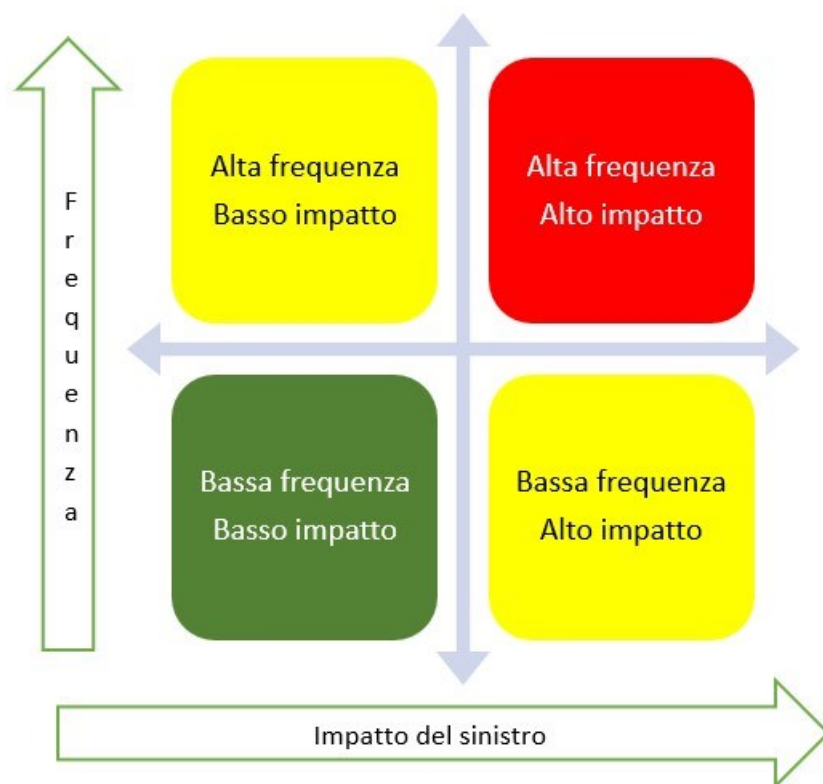 Frequenza
Alta frequenza
Basso impatto
Alta frequenza
Alto impatto
Bassa frequenza
Basso impatto
Bassa frequenza
Alto impatto
Impatto del sinistro